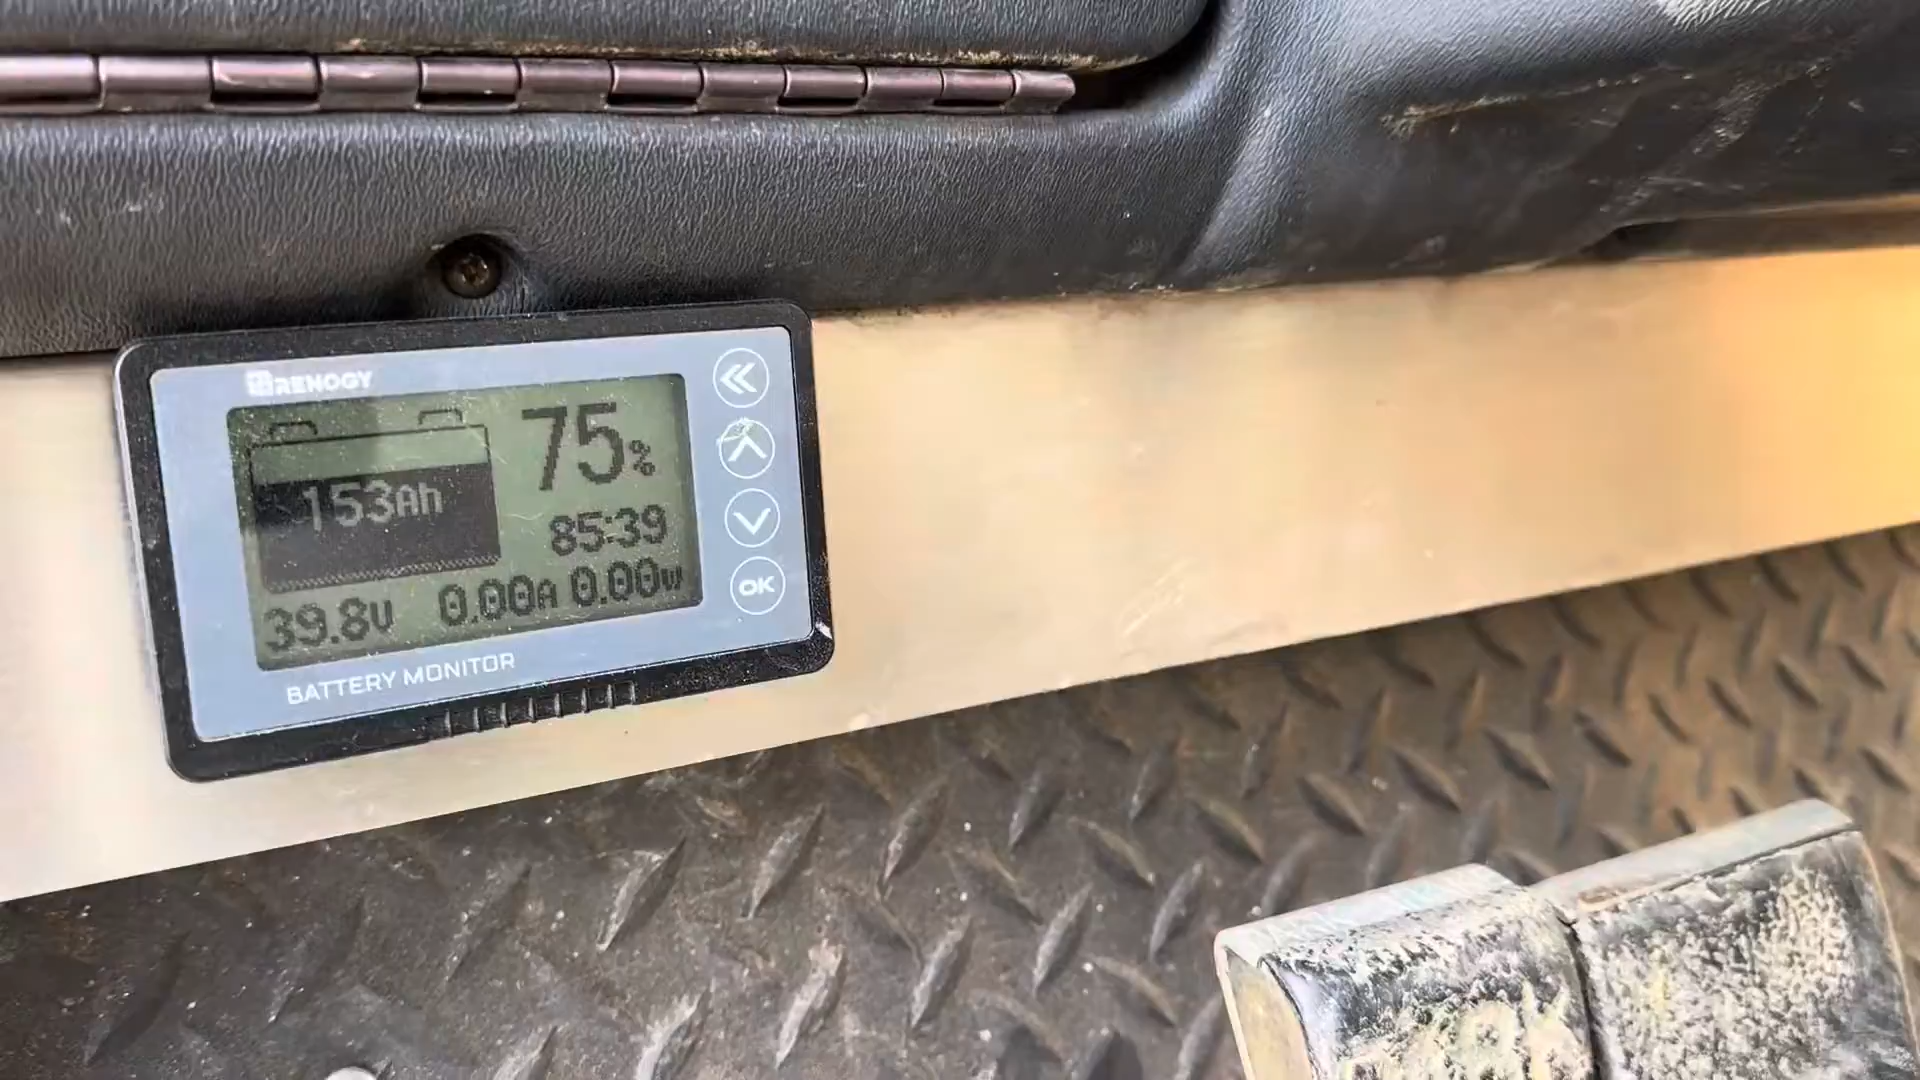 RENOGY
75%
153Ah
85:39
39.8V 0.00A 0.00W
OK
BATTERY MONITOR